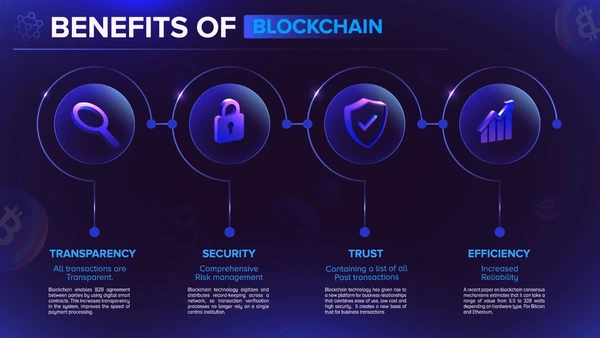 BENEFITS OF BLOCKCHAIN
TRANSPARENCY
All transactions are
Transparent.
Blockchain enables B2B agreement
between parties by using digital smart
contracts. This increases transparency
in the system, improves the speed of
payment processing.
SECURITY
Comprehensive
Risk management
Blockchain technology digitizes and
distributes record-keeping across a
network, so transaction verification
processes no longer rely on a single
central institution.
TRUST
Containing a list of all
Past transactions
Blockchain technology has given rise to
a new platform for business relationships
that combines ease of use, low cost and
high security. It creates a new basis of
trust for business transactions
EFFICIENCY
Increased
Reliability
A recent paper on blockchain consensus
mechanisms estimates that it can take a
range of value from 5.3 to 328 watts
depending on hardware type. For Bitcoin
and Ethereum,